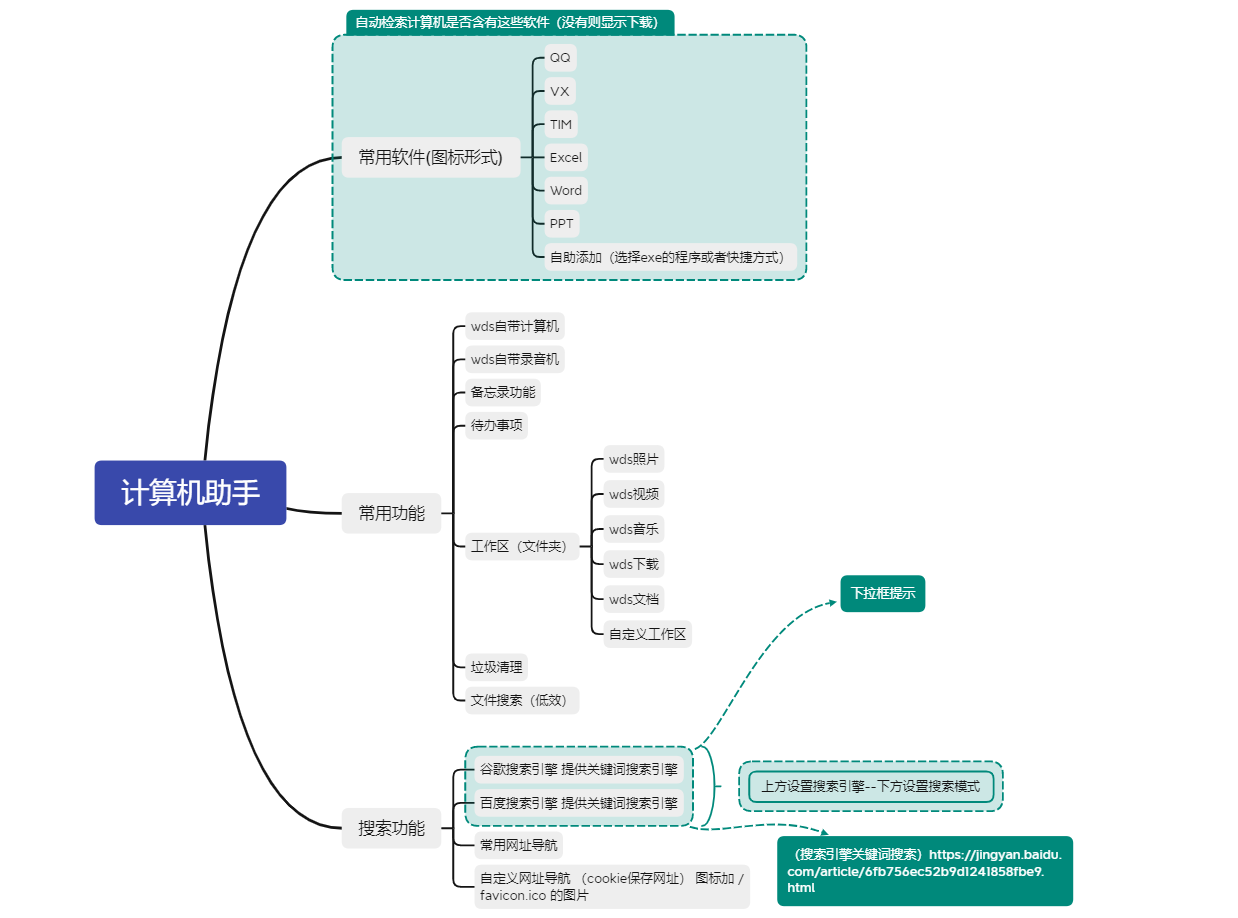 自动检索计算机是否含有这些软件（没有则显示下载）
常用软件(图标形式)
QQ
VX
TIM
Excel
Word
PPT
自助添加（选择exe的程序或者快捷方式）
计算机助手
常用功能
wds自带计算机
wds自带录音机
备忘录功能
待办事项
工作区（文件夹）
wds照片
wds视频
wds音乐
wds下载
wds文档
自定义工作区
垃圾清理
文件搜索（低效）
搜索功能
谷歌搜索引擎 提供关键词搜索引擎
百度搜索引擎 提供关键词搜索引擎
常用网址导航
自定义网址导航 （cookie保存网址） 图标加 /
favicon.ico 的图片
下拉框提示
上方设置搜索引擎--下方设置搜索模式
（搜索引擎关键词搜索）https://jingyan.baidu.
com/article/6fb756ec52b9d1241858fbe9.
html